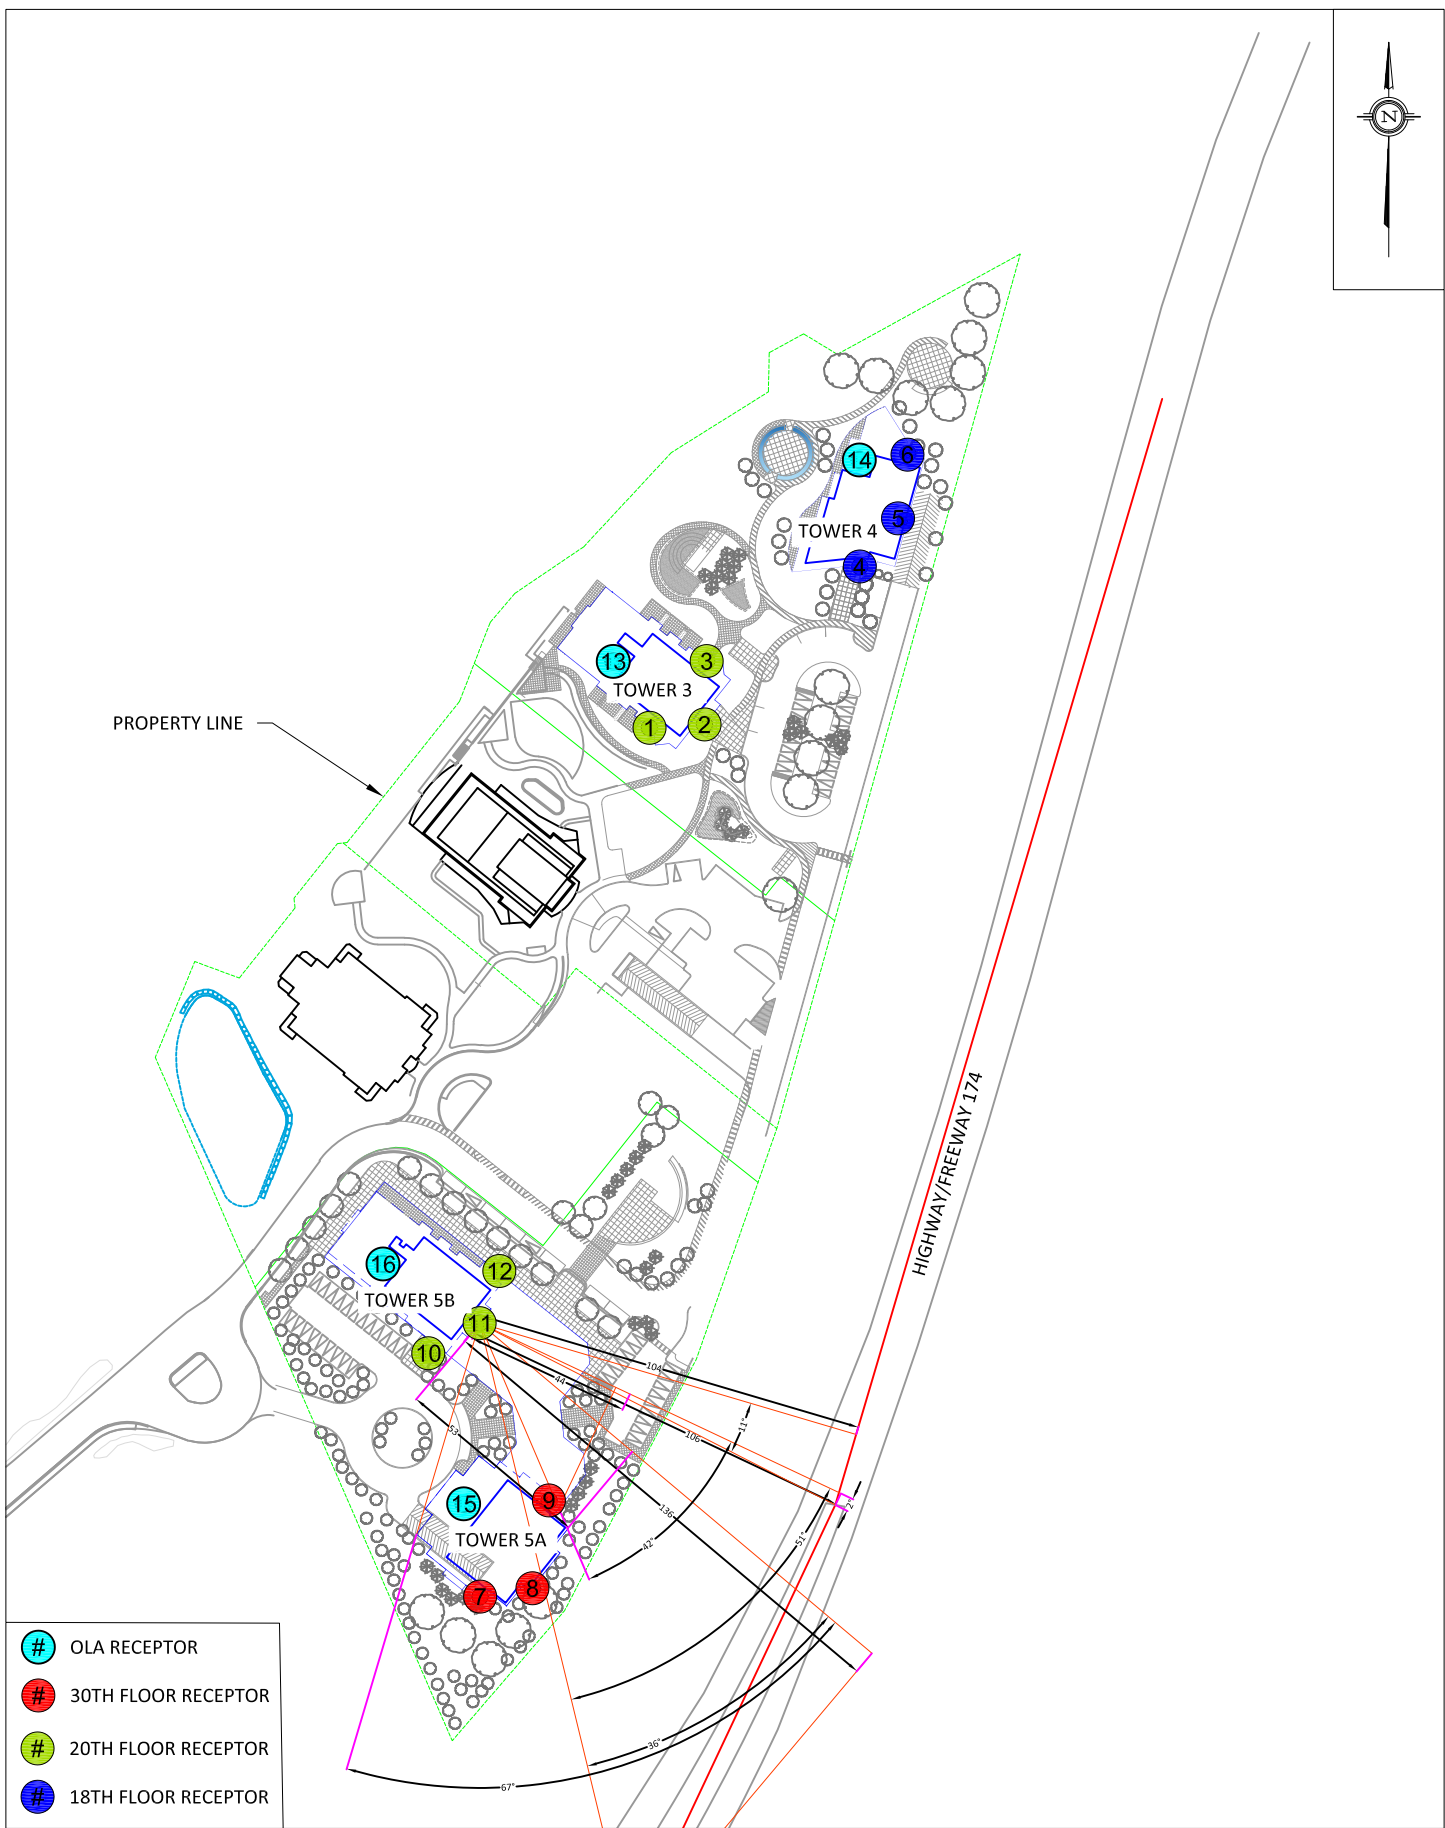 N
6
14
5
TOWER 4
4
3
13
TOWER 3
1
2
PROPERTY LINE
HIGHWAY/FREEWAY 174
12
16
TOWER 5B
11
10
104
44
11°
106
53
2°
136
51°
42°
9
15
TOWER 5A
8
7
36°
67°
# OLA RECEPTOR
# 30TH FLOOR RECEPTOR
# 20TH FLOOR RECEPTOR
# 18TH FLOOR RECEPTOR